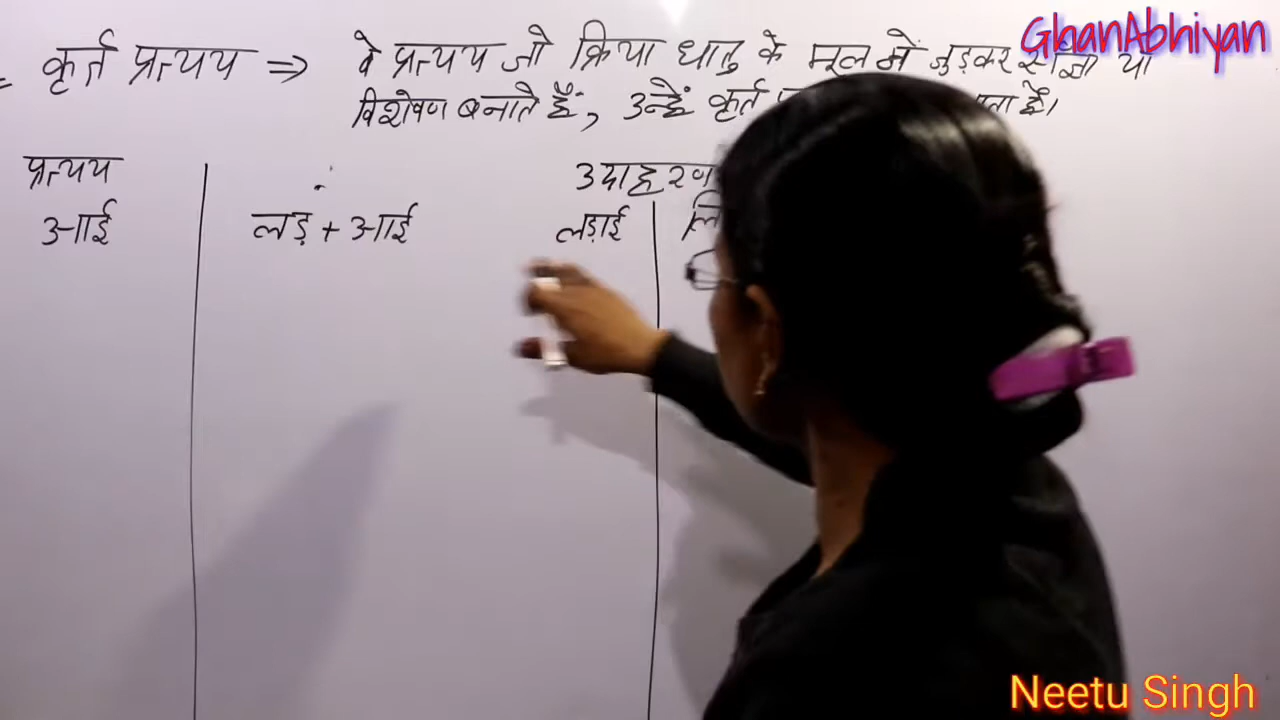 GhanAbhiyan
कृर्त प्रत्यय ⇒ वे प्रत्यय जो क्रिया धातु के मूल में जुड़कर संज्ञा या
विशेषण बनाते हैं, उन्हें कृर्त हैं।
प्रत्यय उदाहरण
आई लड़ + आई लड़ाई
Neetu Singh